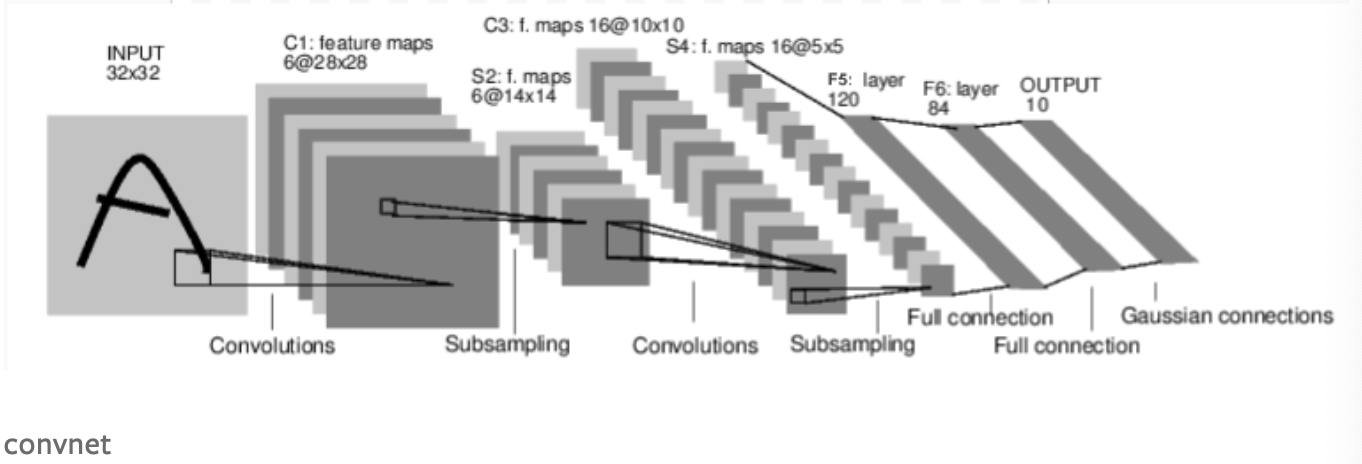 INPUT
32x32
C1: feature maps
6@28x28
S2: f. maps
6@14x14
C3: f. maps 16@10x10
S4: f. maps 16@5x5
F5: layer
120
F6: layer
84
OUTPUT
10
Convolutions
Subsampling
Convolutions
Subsampling
Full connection
Full connection
Gaussian connections
convnet